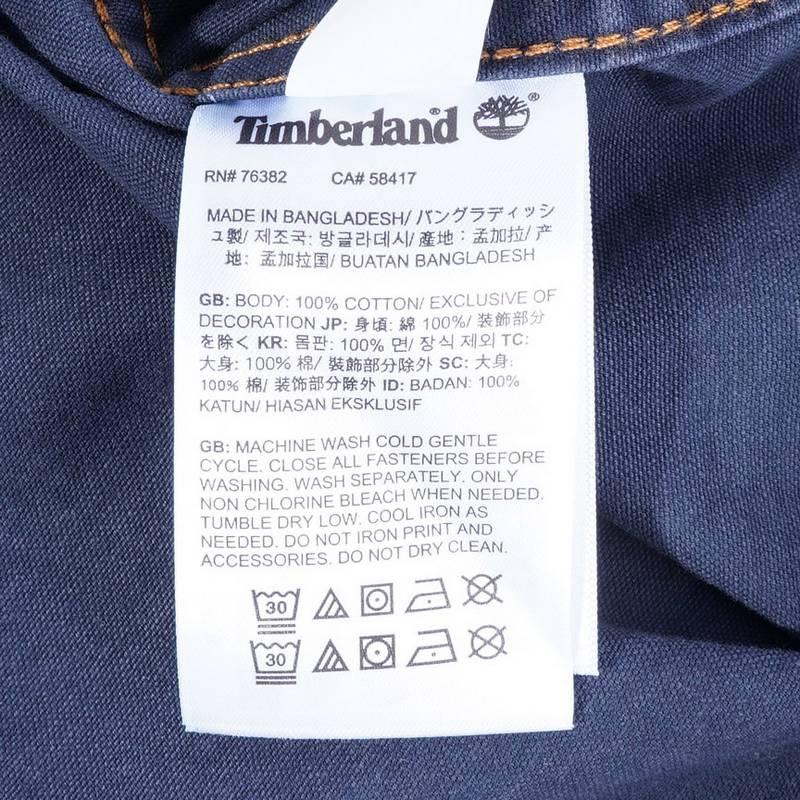 Timberland® ®
RN# 76382 CA# 58417
MADE IN BANGLADESH/ バングラディッシ
ュ製/ 제조국: 방글라데시/ 產地：孟加拉/ 产
地：孟加拉国/ BUATAN BANGLADESH
GB: BODY: 100% COTTON/ EXCLUSIVE OF
DECORATION JP: 身頃: 綿 100%/ 装飾部分
を除く KR: 몸판: 100% 면/ 장식 제외 TC:
大身: 100% 棉/ 裝飾部分除外 SC: 大身:
100% 棉/ 装饰部分除外 ID: BADAN: 100%
KATUN/ HIASAN EKSKLUSIF
GB: MACHINE WASH COLD GENTLE
CYCLE. CLOSE ALL FASTENERS BEFORE
WASHING. WASH SEPARATELY. ONLY
NON CHLORINE BLEACH WHEN NEEDED.
TUMBLE DRY LOW. COOL IRON AS
NEEDED. DO NOT IRON PRINT AND
ACCESSORIES. DO NOT DRY CLEAN.
30
30